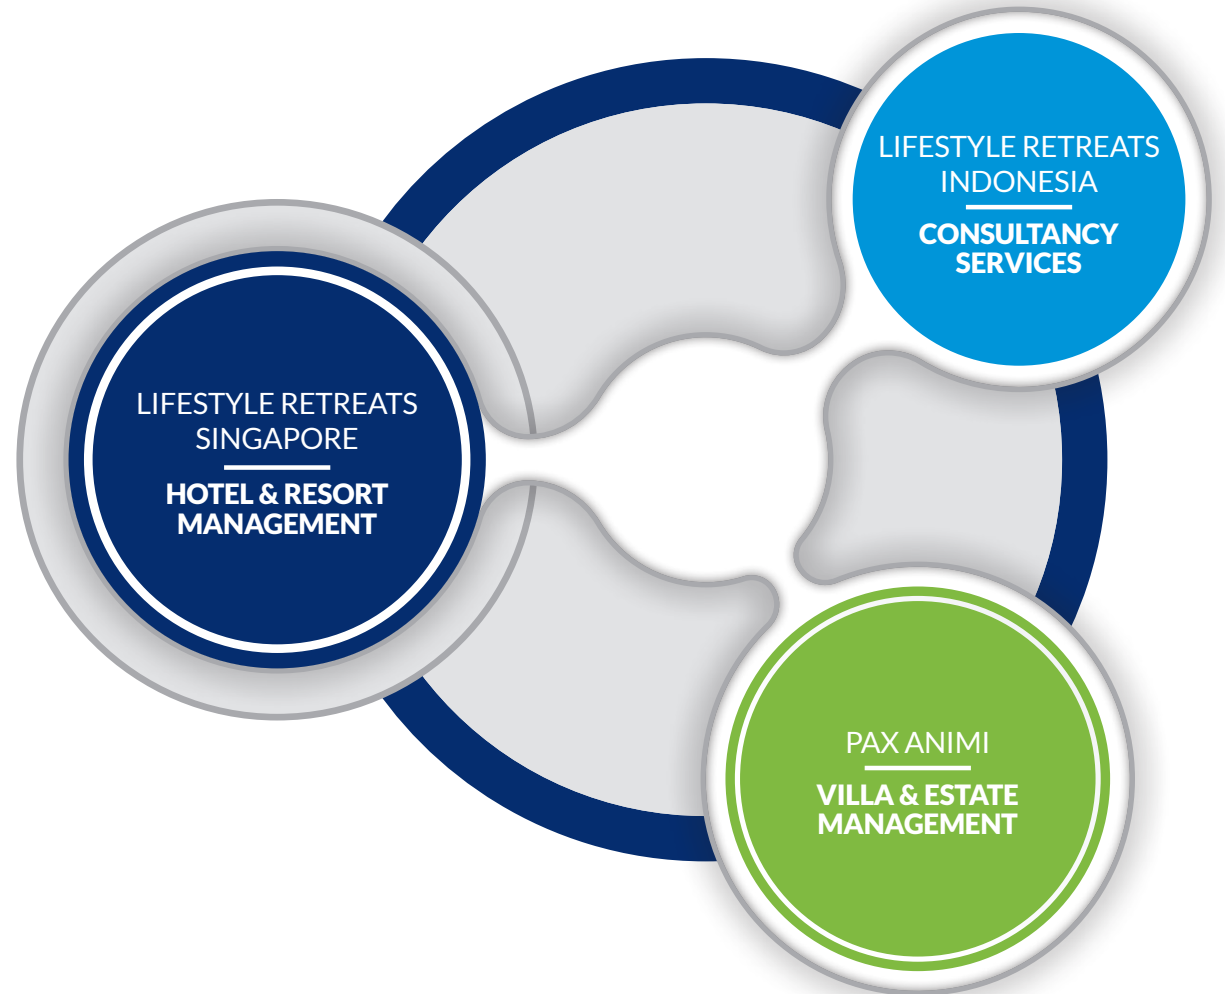 LIFESTYLE RETREATS
INDONESIA
CONSULTANCY
SERVICES
LIFESTYLE RETREATS
SINGAPORE
HOTEL & RESORT
MANAGEMENT
PAX ANIMI
VILLA & ESTATE
MANAGEMENT